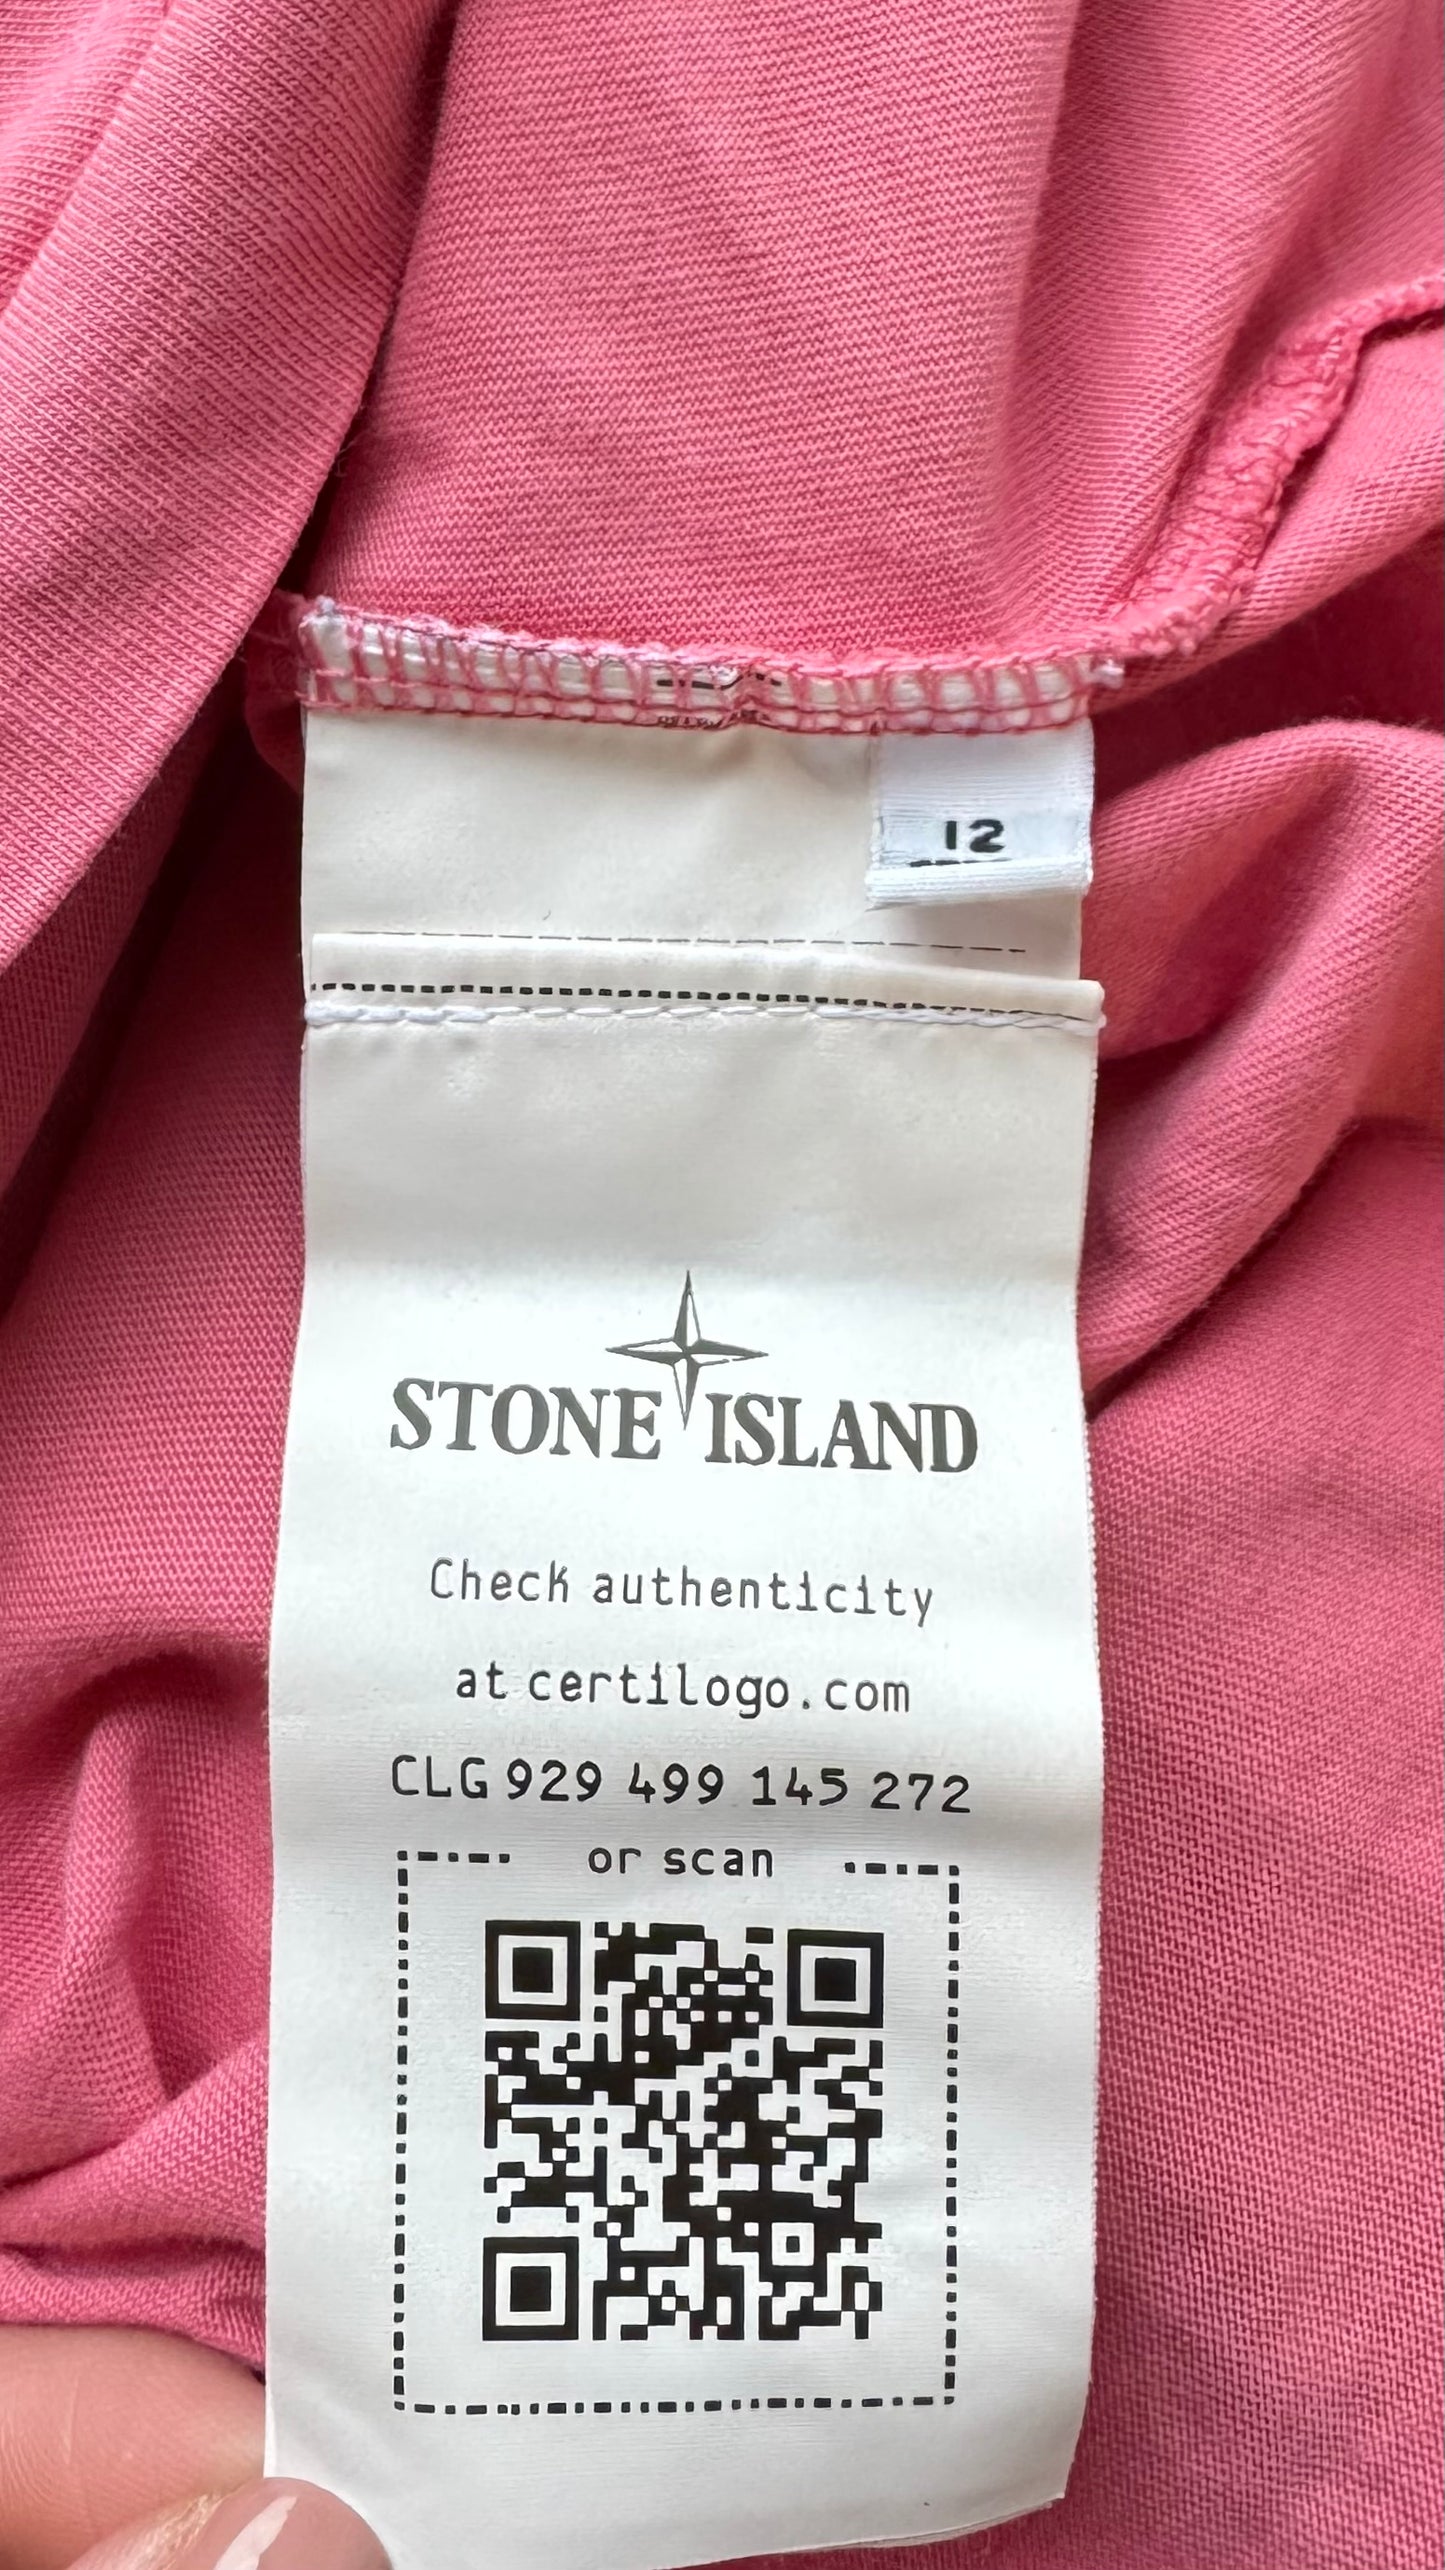 12
STONE ISLAND
Check authenticity
at certilogo.com
CLG 929 499 145 272
or scan